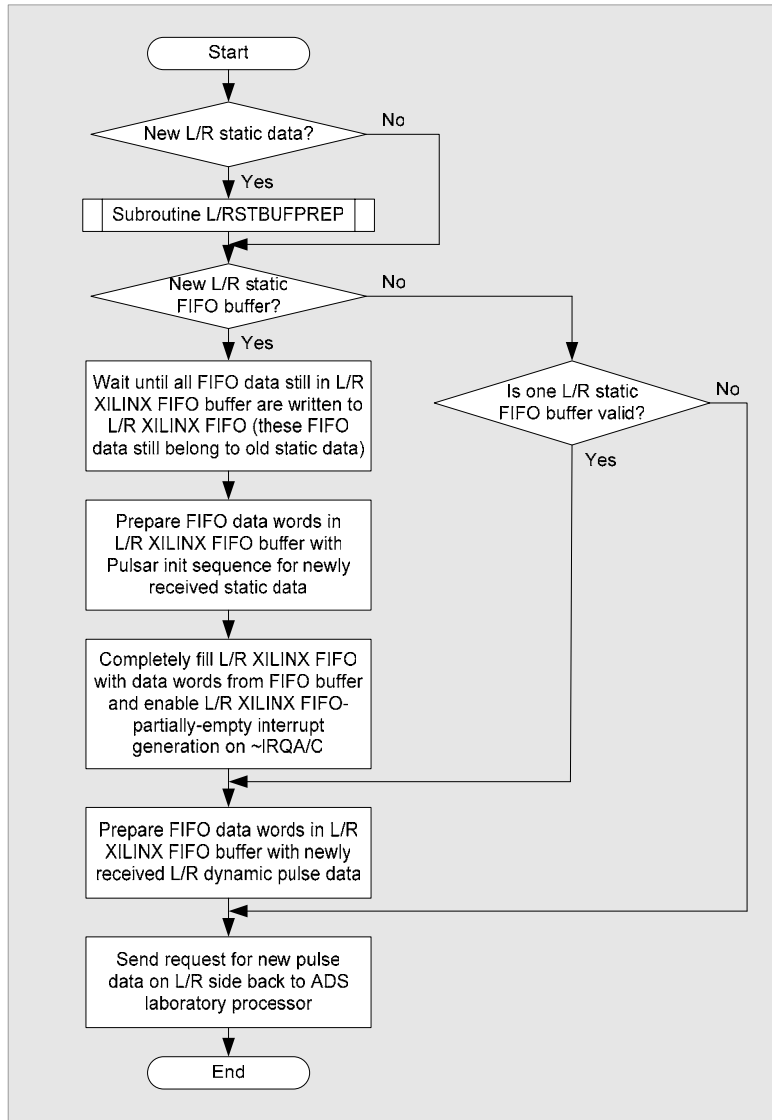 Start
New L/R static data?
No
Yes
Subroutine L/RSTBUFPREP
New L/R static
FIFO buffer?
No
Yes
Wait until all FIFO data still in L/R
XILINX FIFO buffer are written to
L/R XILINX FIFO (these FIFO
data still belong to old static data)
Is one L/R static
FIFO buffer valid?
No
Yes
Prepare FIFO data words in
L/R XILINX FIFO buffer with
Pulsar init sequence for newly
received static data
Completely fill L/R XILINX FIFO
with data words from FIFO buffer
and enable L/R XILINX FIFO-
partially-empty interrupt
generation on ~IRQA/C
Prepare FIFO data words in L/R
XILINX FIFO buffer with newly
received L/R dynamic pulse data
Send request for new pulse
data on L/R side back to ADS
laboratory processor
End